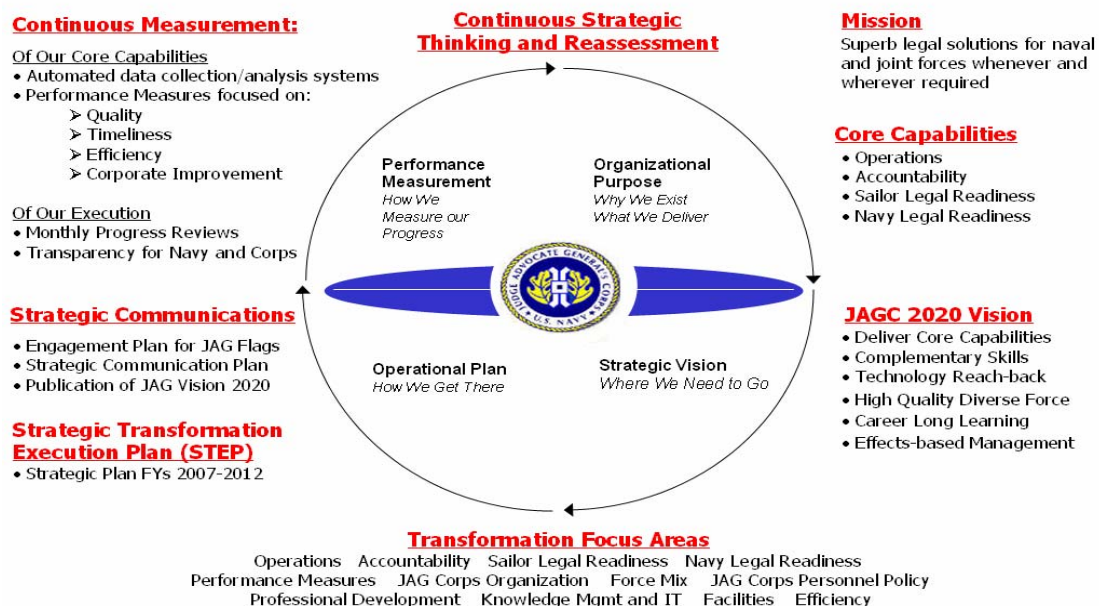 Continuous Measurement:
Of Our Core Capabilities
• Automated data collection/analysis systems
• Performance Measures focused on:
➢ Quality
➢ Timeliness
➢ Efficiency
➢ Corporate Improvement
Of Our Execution
• Monthly Progress Reviews
• Transparency for Navy and Corps
Strategic Communications
• Engagement Plan for JAG Flags
• Strategic Communication Plan
• Publication of JAG Vision 2020
Strategic Transformation
Execution Plan (STEP)
• Strategic Plan FYs 2007-2012
Continuous Strategic
Thinking and Reassessment
Performance
Measurement
How We
Measure our
Progress
Organizational
Purpose
Why We Exist
What We Deliver
JUDGE ADVOCATE GENERAL'S CORPS
U.S. NAVY
Operational Plan
How We Get There
Strategic Vision
Where We Need to Go
Mission
Superb legal solutions for naval
and joint forces whenever and
wherever required
Core Capabilities
• Operations
• Accountability
• Sailor Legal Readiness
• Navy Legal Readiness
JAGC 2020 Vision
• Deliver Core Capabilities
• Complementary Skills
• Technology Reach-back
• High Quality Diverse Force
• Career Long Learning
• Effects-based Management
Transformation Focus Areas
Operations Accountability Sailor Legal Readiness Navy Legal Readiness
Performance Measures JAG Corps Organization Force Mix JAG Corps Personnel Policy
Professional Development Knowledge Mgmt and IT Facilities Efficiency